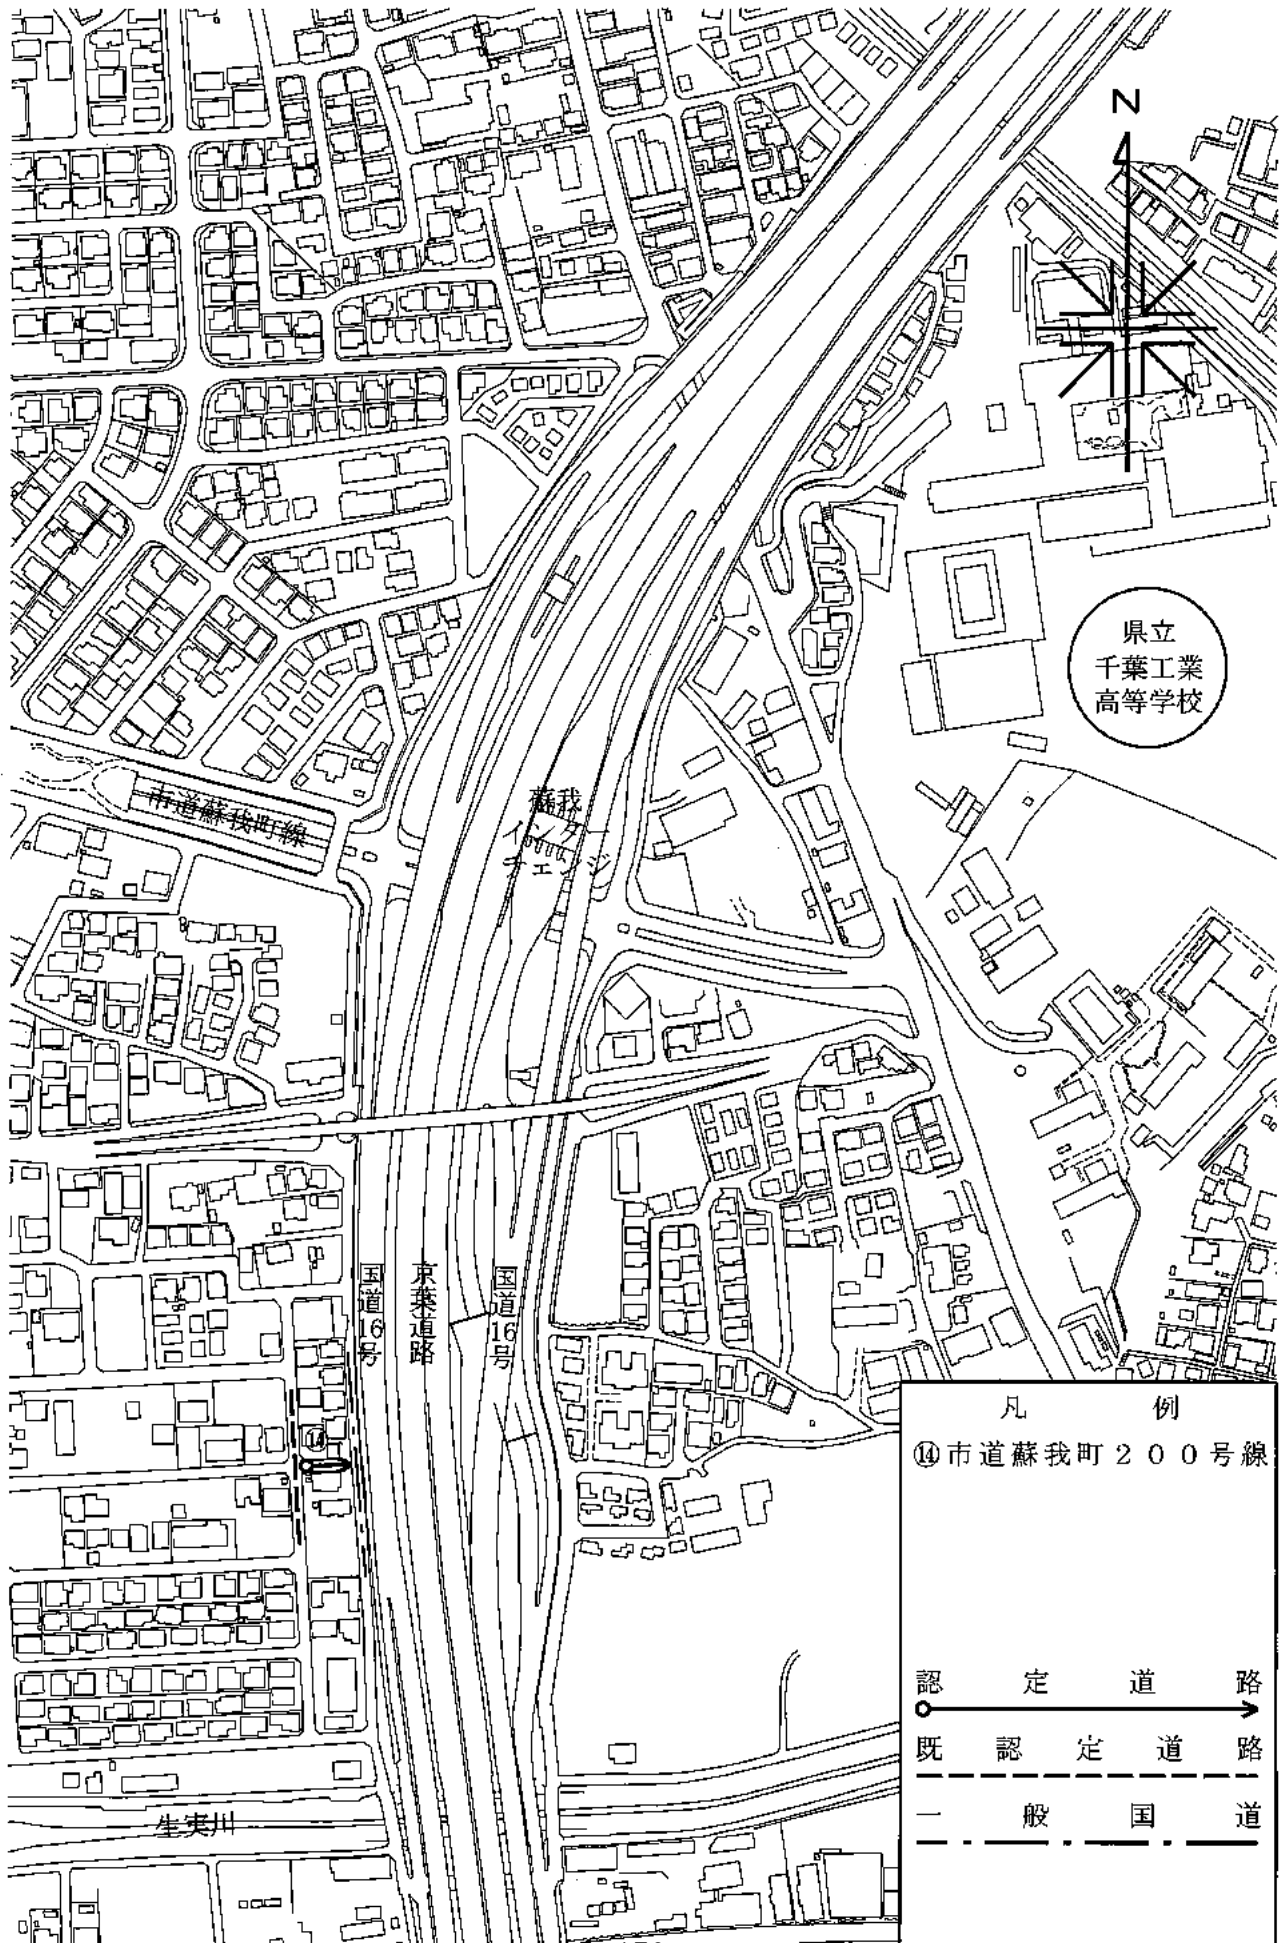 N
県立
千葉工業
高等学校
蘇我
インター
チェンジ
市道蘇我町線
国道16号
京葉道路
国道16号
⑭
生実川
凡例
⑭市道蘇我町200号線
認定道路
既認定道路
一般国道